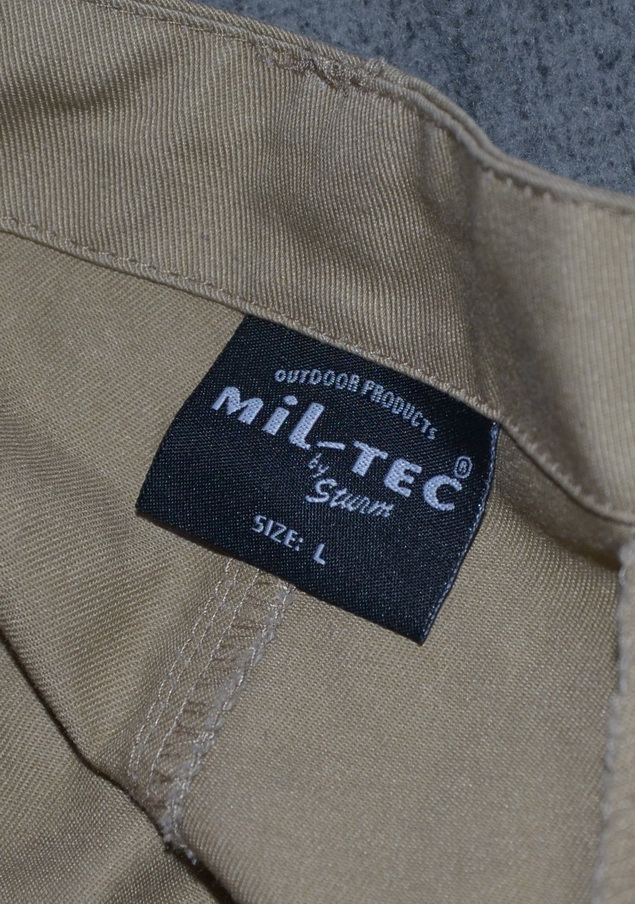 OUTDOOR PRODUCTS
MiL-TEC®
by Sturm
SIZE: L